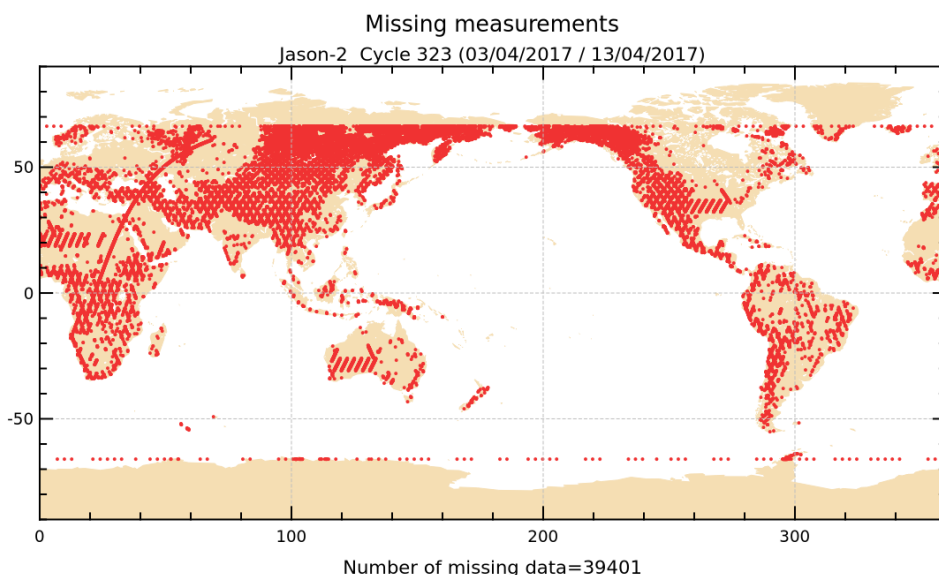 Missing measurements
Jason-2  Cycle 323 (03/04/2017 / 13/04/2017)
50
0
-50
0
100
200
300
Number of missing data=39401